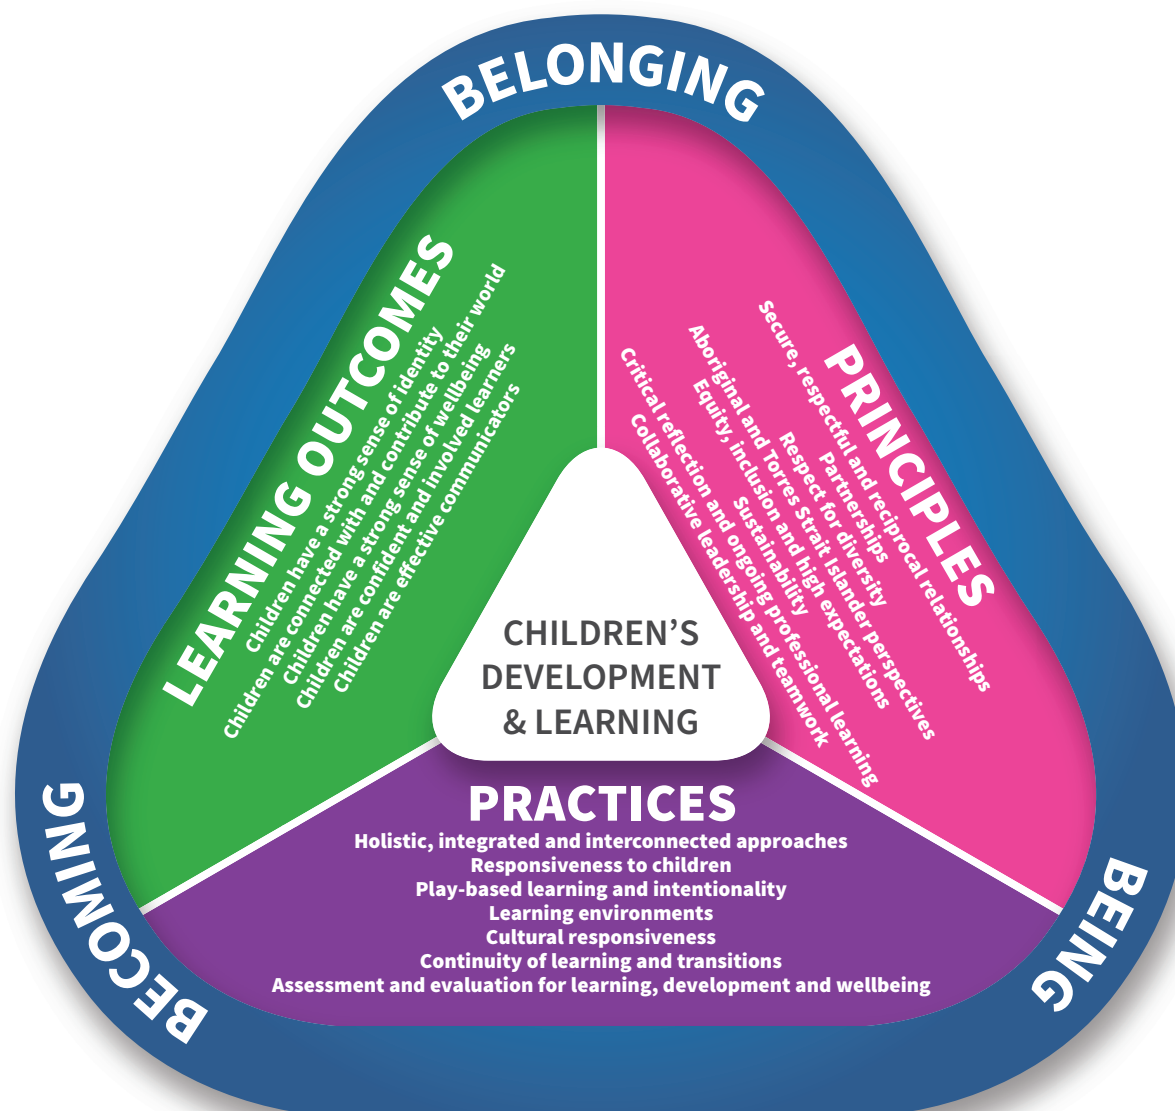 BELONGING
LEARNING OUTCOMES
Children have a strong sense of identity
Children are connected with and contribute to their world
Children have a strong sense of wellbeing
Children are confident and involved learners
Children are effective communicators
PRINCIPLES
Secure, respectful and reciprocal relationships
Partnerships
Respect for diversity
Aboriginal and Torres Strait Islander perspectives
Equity, inclusion and high expectations
Sustainability
Critical reflection and ongoing professional learning
Collaborative leadership and teamwork
CHILDREN’S
DEVELOPMENT
& LEARNING
PRACTICES
Holistic, integrated and interconnected approaches
Responsiveness to children
Play-based learning and intentionality
Learning environments
Cultural responsiveness
Continuity of learning and transitions
Assessment and evaluation for learning, development and wellbeing
BECOMING
BEING